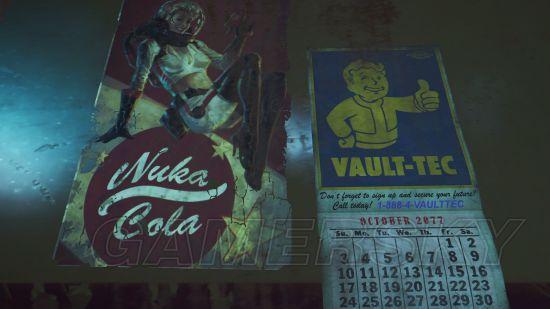 Nuka
Cola
VAULT-TEC
Don't forget to sign up and secure your future!
Call today! 1-888-4-VAULTTEC
OCTOBER 2077
Su. Mo. Tu. We. Th. Fr. Sa.
1 2
3 4 5 6 7 8 9
10 11 12 13 14 15 16
17 18 19 20 21 22 23
24 25 26 27 28 29 30
GAMERSKY